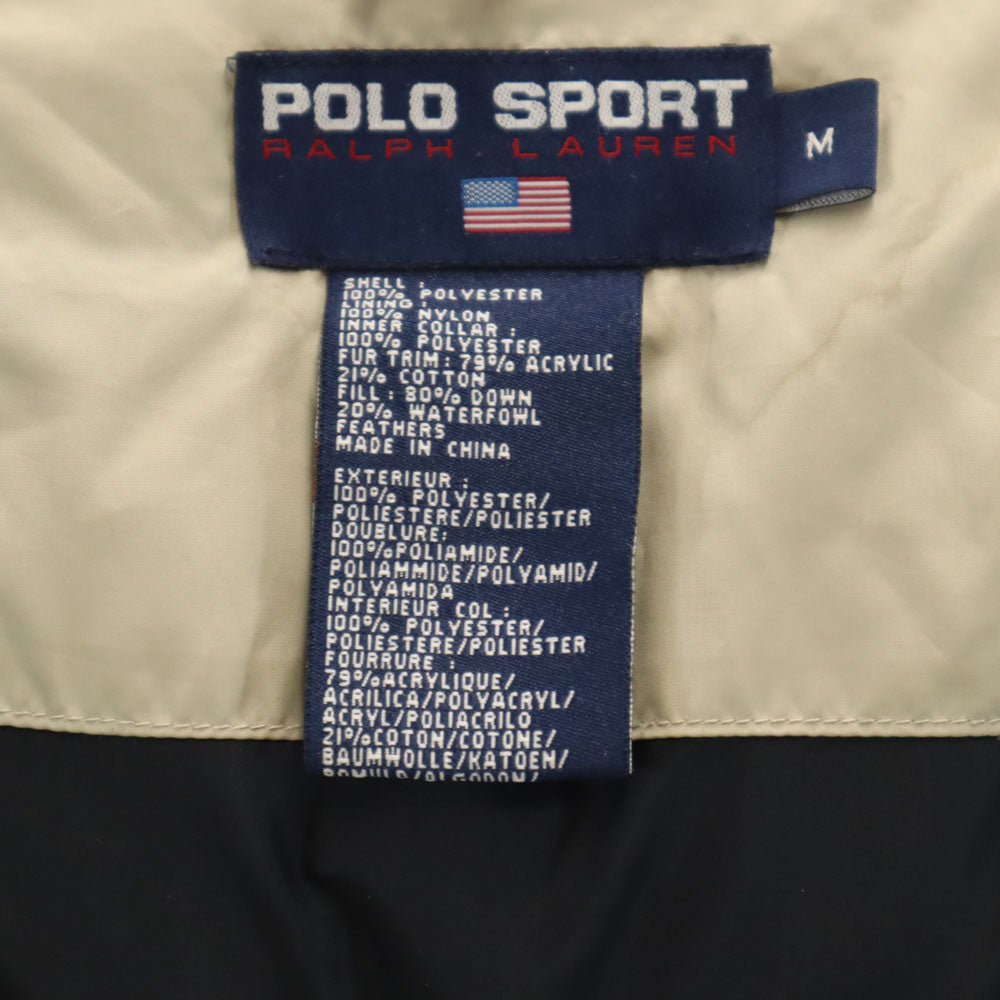 POLO SPORT
RALPH LAUREN
M
SHELL :
100% POLYESTER
LINING :
100% NYLON
INNER COLLAR :
100% POLYESTER
FUR TRIM : 79% ACRYLIC
21% COTTON
FILL : 80% DOWN
20% WATERFOWL
FEATHERS
MADE IN CHINA
EXTERIEUR :
100% POLYESTER/
POLIESTERE/POLIESTER
DOUBLURE:
100%POLIAMIDE/
POLIAMMIDE/POLYAMID/
POLYAMIDA
INTERIEUR COL :
100% POLYESTER/
POLIESTERE/POLIESTER
FOURRURE :
79%ACRYLIQUE/
ACRILICA/POLYACRYL/
ACRYL/POLIACRILO
21%COTON/COTONE/
BAUMWOLLE/KATOEN/
/ALGODON/